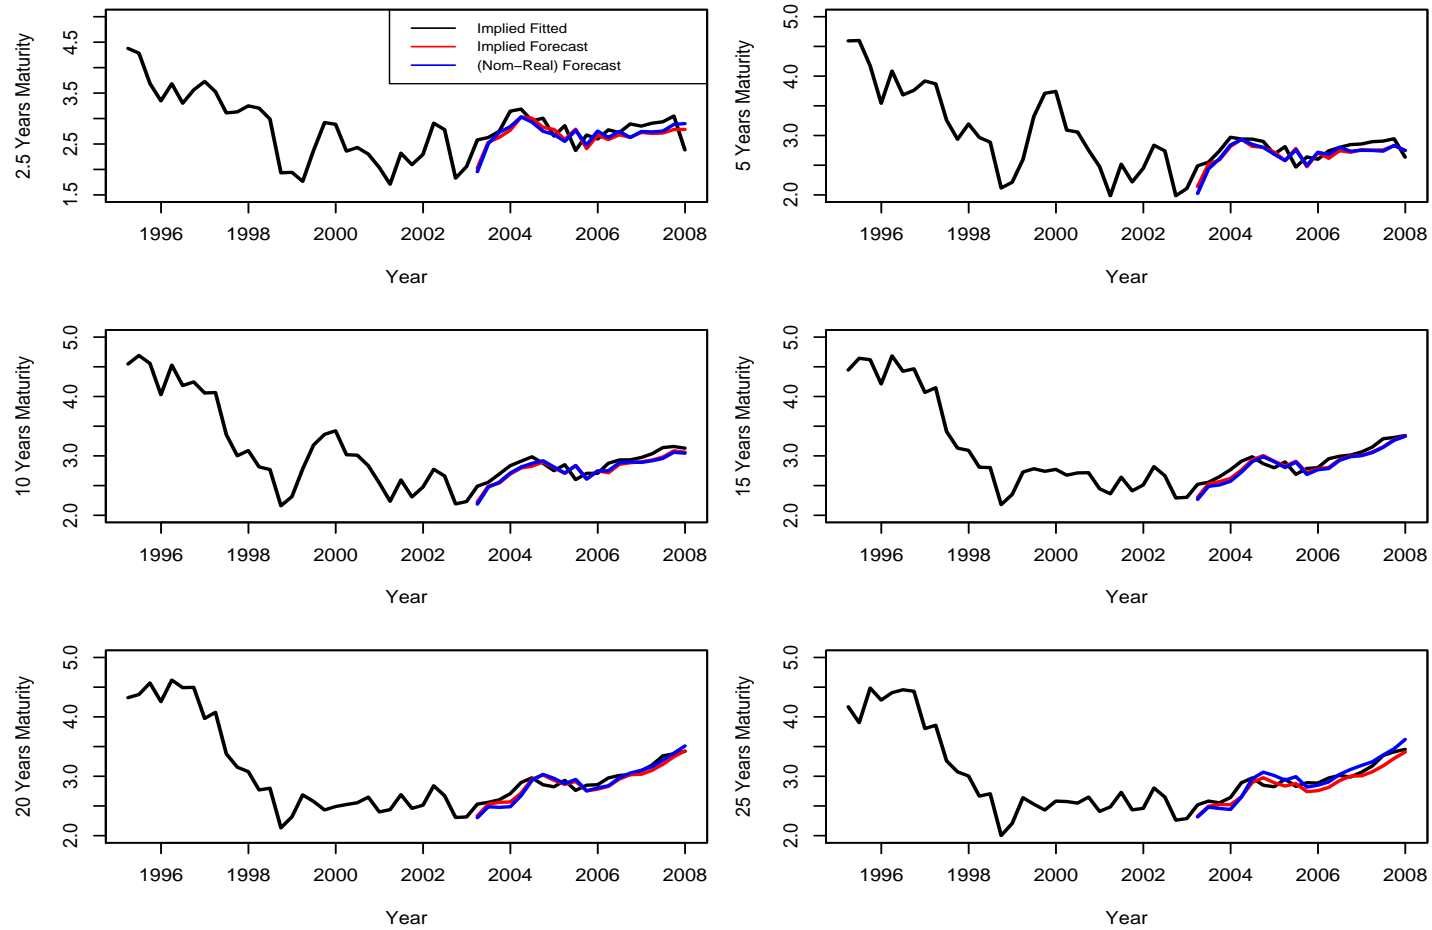 2.5 Years Maturity
4.5
3.5
2.5
1.5
Implied Fitted
Implied Forecast
(Nom−Real) Forecast
1996 1998 2000 2002 2004 2006 2008
Year
5 Years Maturity
5.0
4.0
3.0
2.0
1996 1998 2000 2002 2004 2006 2008
Year
10 Years Maturity
5.0
4.0
3.0
2.0
1996 1998 2000 2002 2004 2006 2008
Year
15 Years Maturity
5.0
4.0
3.0
2.0
1996 1998 2000 2002 2004 2006 2008
Year
20 Years Maturity
5.0
4.0
3.0
2.0
1996 1998 2000 2002 2004 2006 2008
Year
25 Years Maturity
5.0
4.0
3.0
2.0
1996 1998 2000 2002 2004 2006 2008
Year